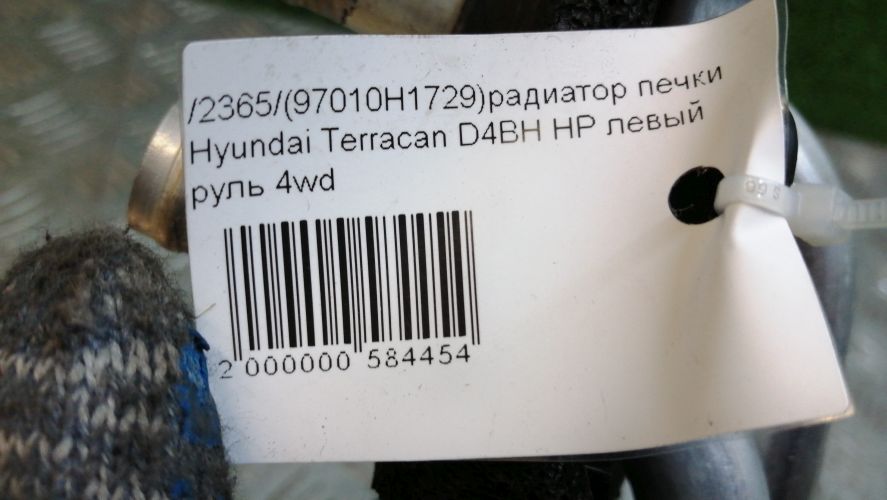 /2365/(97010H1729)радиатор печки
Hyundai Terracan D4BH HP левый
руль 4wd
2 000000 584454